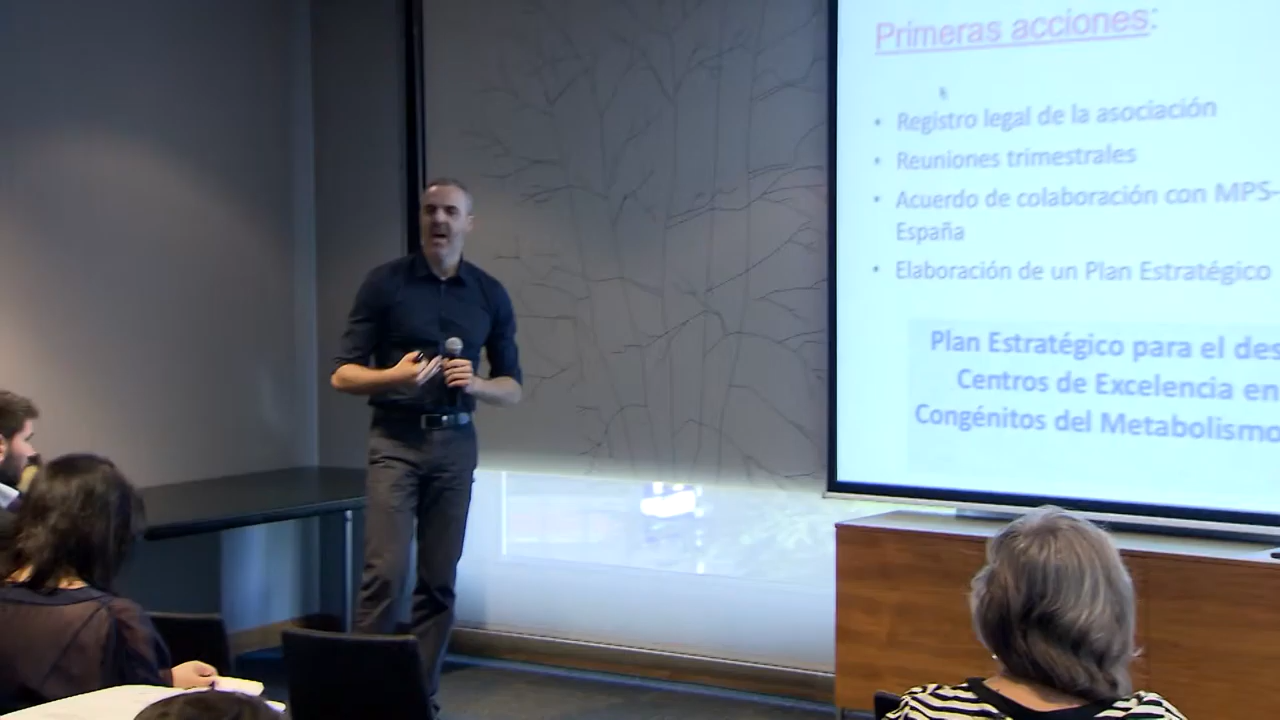 Primeras acciones:
• Registro legal de la asociación
• Reuniones trimestrales
• Acuerdo de colaboración con MPS-
España
• Elaboración de un Plan Estratégico
Plan Estratégico para el des
Centros de Excelencia en
Congénitos del Metabolismo